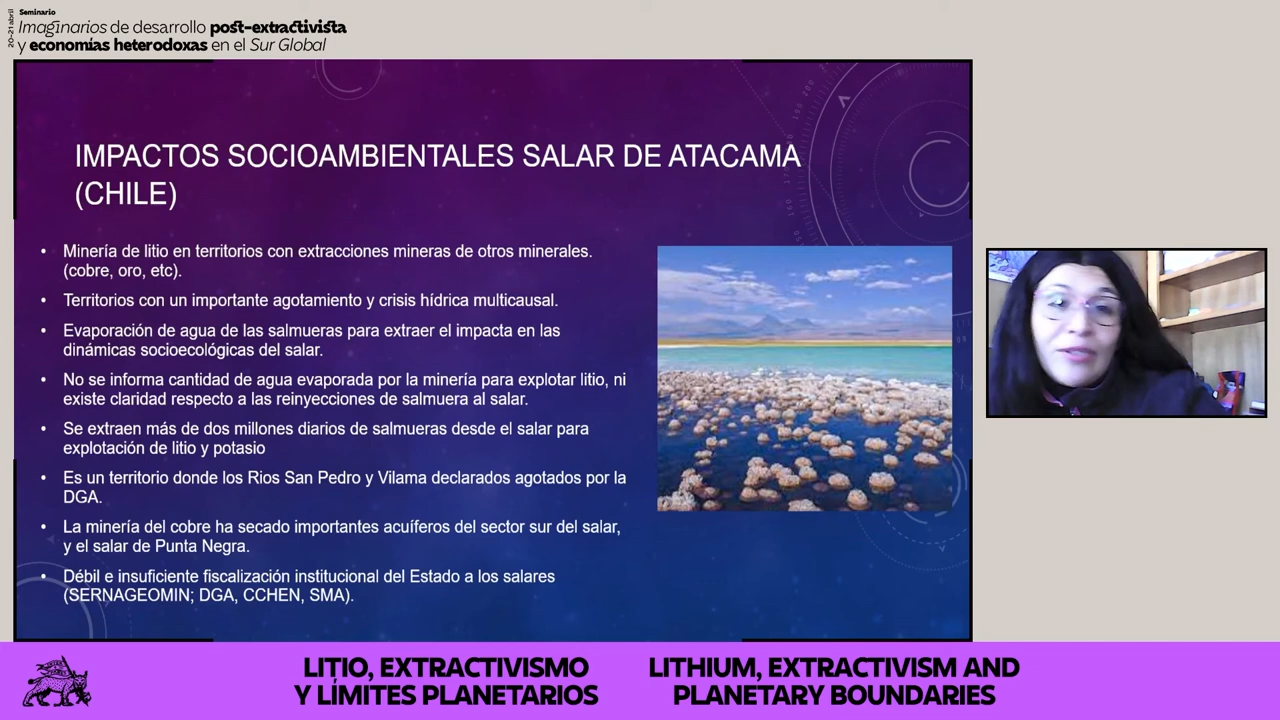 20-21 abril
Seminario
Imaginarios de desarrollo post-extractivista
y economías heterodoxas en el Sur Global
IMPACTOS SOCIOAMBIENTALES SALAR DE ATACAMA
(CHILE)
• Minería de litio en territorios con extracciones mineras de otros minerales.
(cobre, oro, etc).
• Territorios con un importante agotamiento y crisis hídrica multicausal.
• Evaporación de agua de las salmueras para extraer el impacta en las
dinámicas socioecológicas del salar.
• No se informa cantidad de agua evaporada por la minería para explotar litio, ni
existe claridad respecto a las reinyecciones de salmuera al salar.
• Se extraen más de dos millones diarios de salmueras desde el salar para
explotación de litio y potasio
• Es un territorio donde los Rios San Pedro y Vilama declarados agotados por la
DGA.
• La minería del cobre ha secado importantes acuíferos del sector sur del salar,
y el salar de Punta Negra.
• Débil e insuficiente fiscalización institucional del Estado a los salares
(SERNAGEOMIN; DGA, CCHEN, SMA).
LITIO, EXTRACTIVISMO
Y LÍMITES PLANETARIOS
LITHIUM, EXTRACTIVISM AND
PLANETARY BOUNDARIES